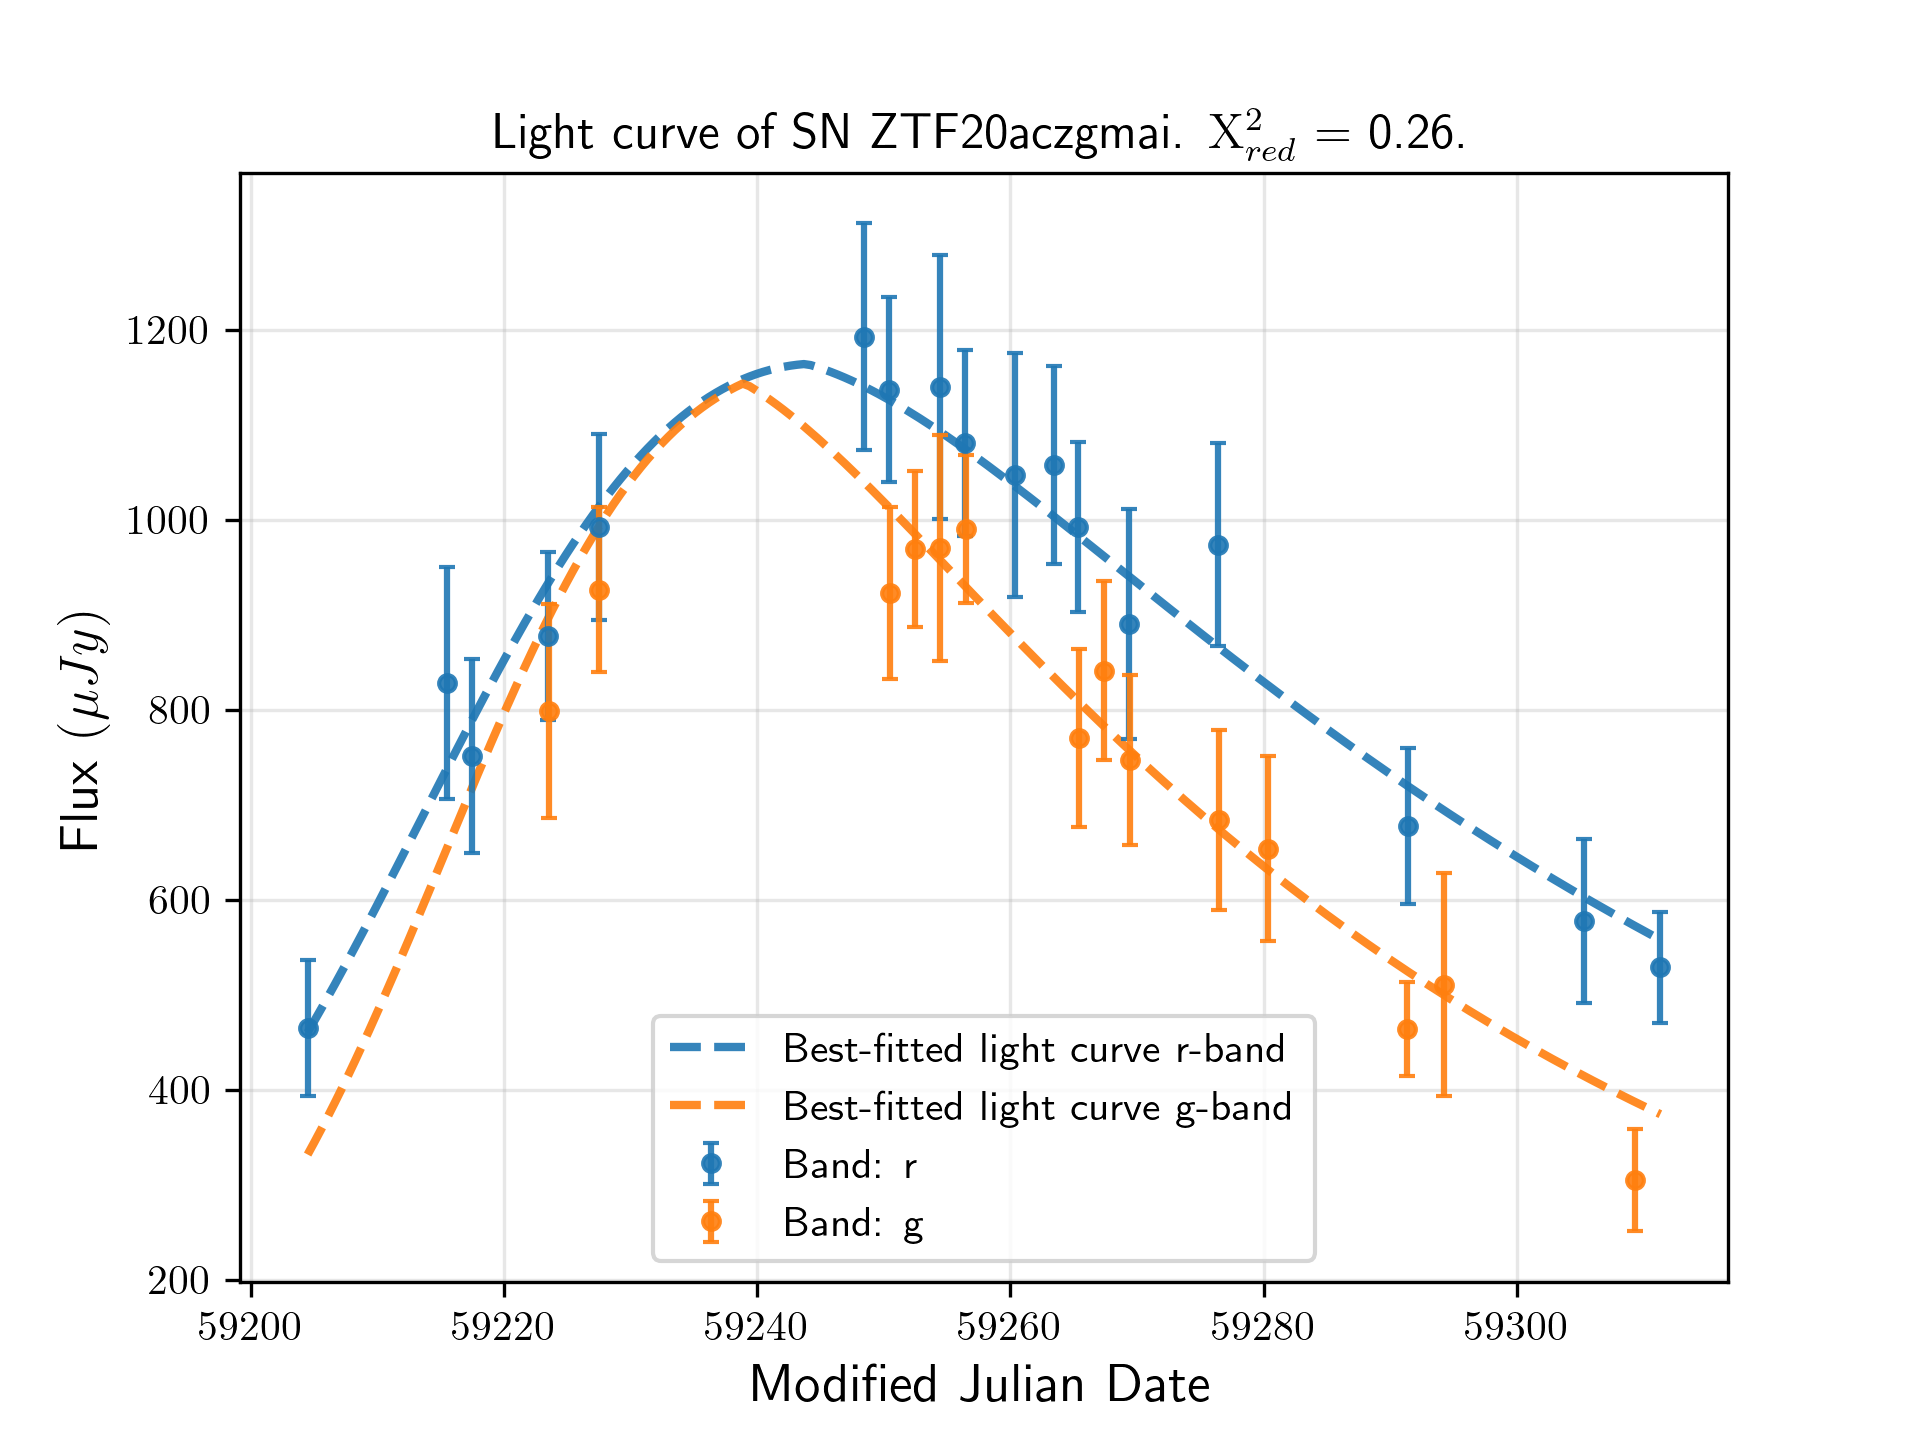 Light curve of SN ZTF20aczgmai. X²_red = 0.26.
Flux (μJy)
1200
1000
800
600
400
200
59200 59220 59240 59260 59280 59300
Modified Julian Date
Best-fitted light curve r-band
Best-fitted light curve g-band
Band: r
Band: g